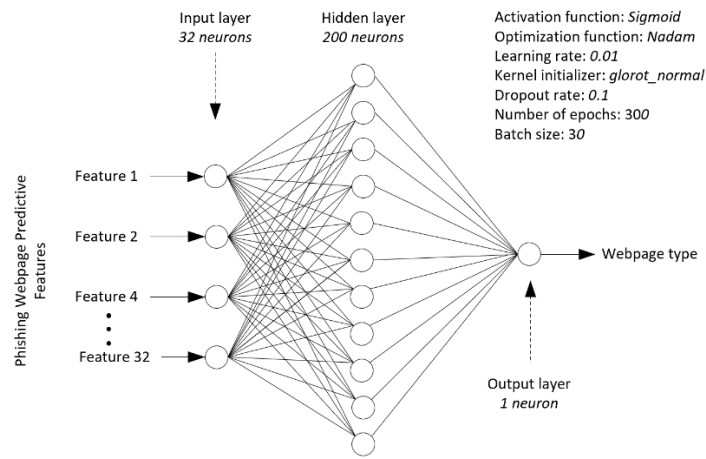 Input layer
32 neurons
Hidden layer
200 neurons
Activation function: Sigmoid
Optimization function: Nadam
Learning rate: 0.01
Kernel initializer: glorot_normal
Dropout rate: 0.1
Number of epochs: 300
Batch size: 30
Phishing Webpage Predictive
Features
Feature 1
Feature 2
Feature 4
Feature 32
Webpage type
Output layer
1 neuron